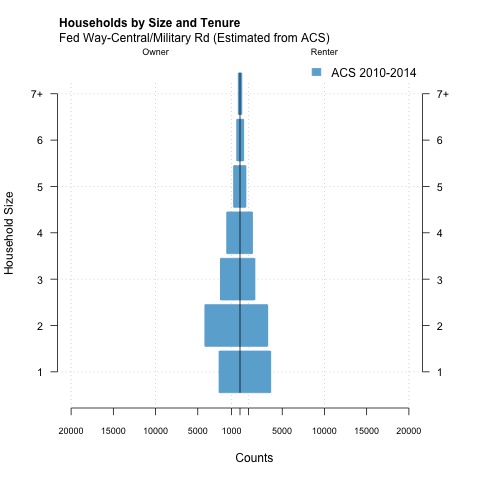 Households by Size and Tenure
Fed Way-Central/Military Rd (Estimated from ACS)
Owner Renter
ACS 2010-2014
7+ 7+
6 6
5 5
4 4
3 3
2 2
1 1
Household Size
20000 15000 10000 5000 1000 5000 10000 15000 20000
Counts